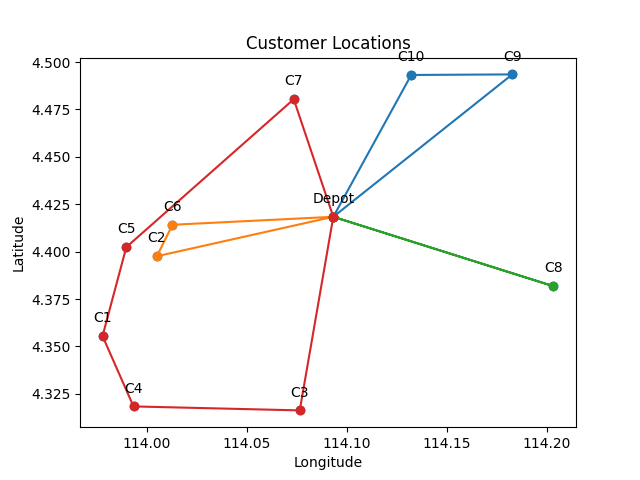 Customer Locations
4.500
4.475
4.450
4.425
4.400
4.375
4.350
4.325
Latitude
C10
C9
C7
Depot
C6
C5
C2
C8
C1
C4
C3
114.00
114.05
114.10
114.15
114.20
Longitude